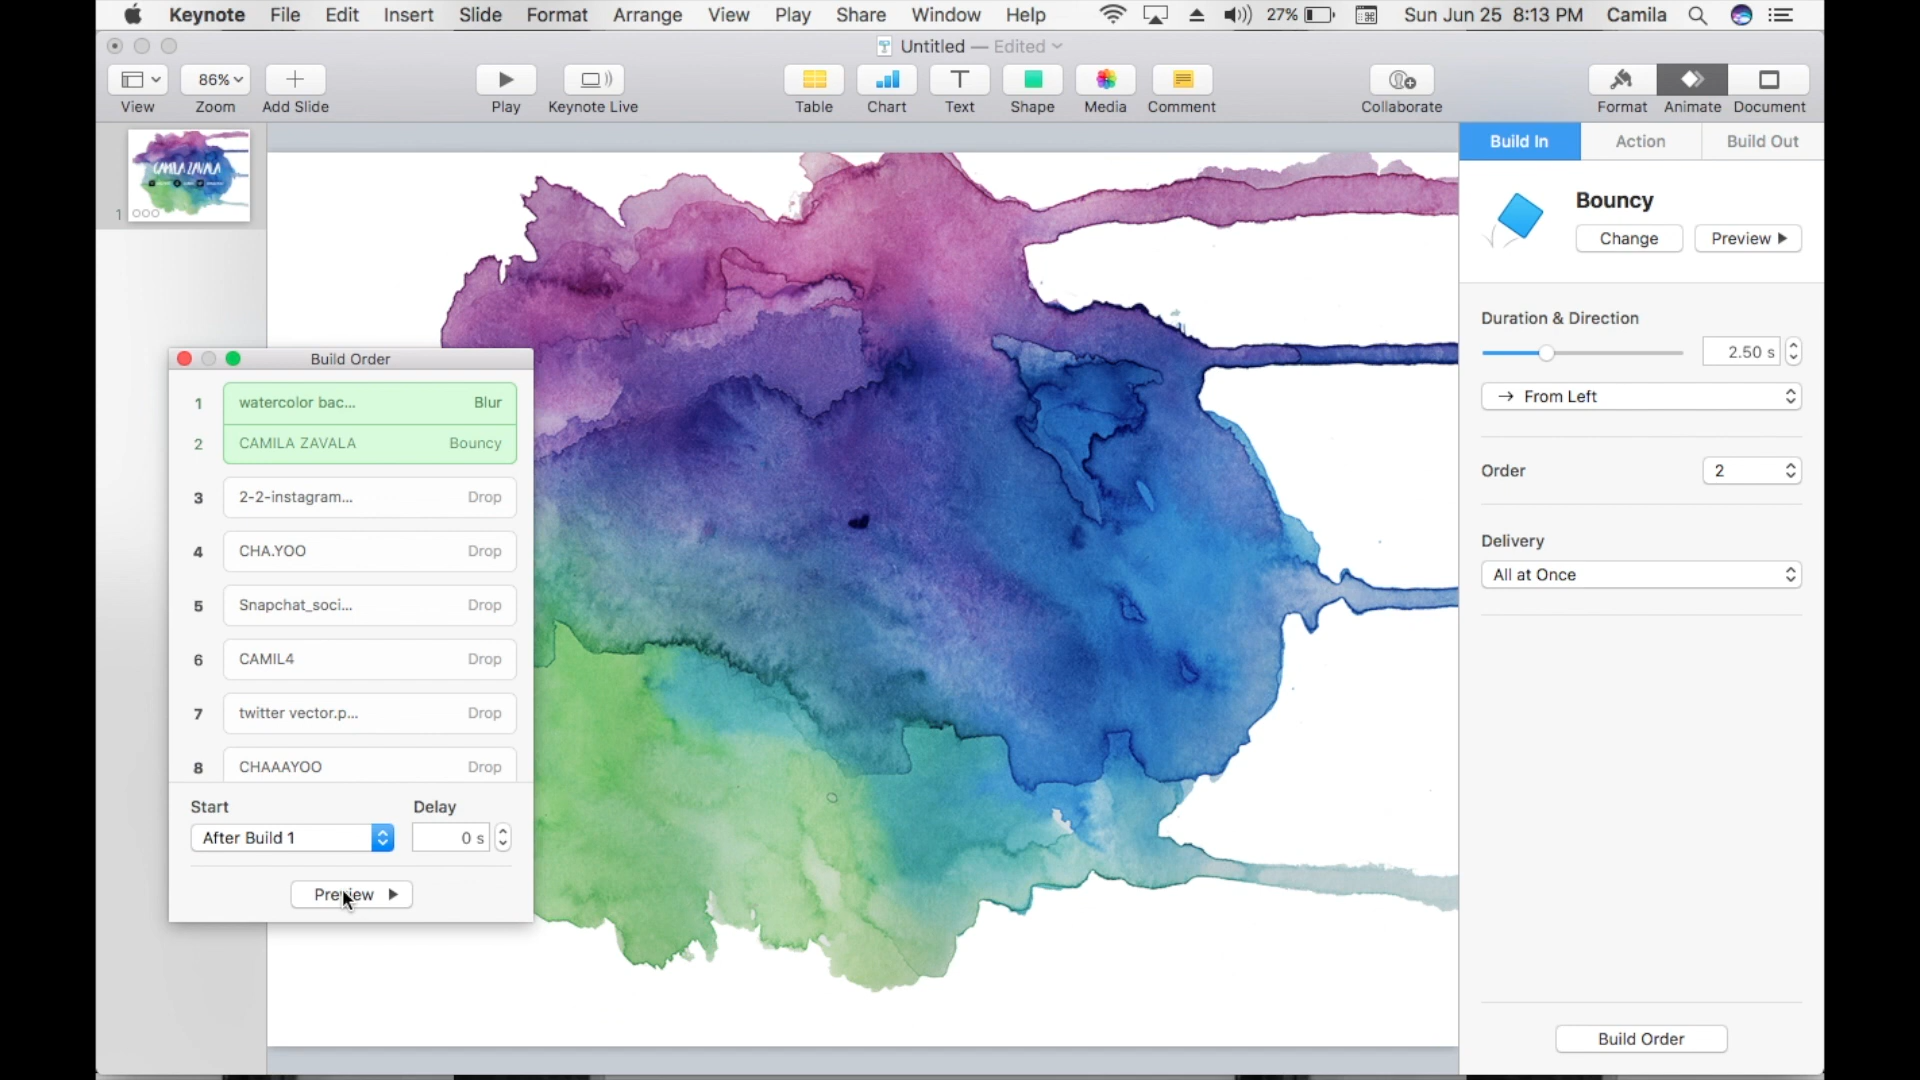 Keynote File Edit Insert Slide Format Arrange View Play Share Window Help 27% Sun Jun 25 8:13 PM Camila
Untitled — Edited
86%
View Zoom Add Slide Play Keynote Live Table Chart Text Shape Media Comment Collaborate Format Animate Document
CAMILA ZAVALA
1
Build In Action Build Out
Bouncy
Change Preview
Duration & Direction
2.50 s
From Left
Order 2
Delivery
All at Once
Build Order
Build Order
1 watercolor bac... Blur
2 CAMILA ZAVALA Bouncy
3 2-2-instagram... Drop
4 CHA.YOO Drop
5 Snapchat_soci... Drop
6 CAMIL4 Drop
7 twitter vector.p... Drop
8 CHAAAYOO Drop
Start Delay
After Build 1 0 s
Preview